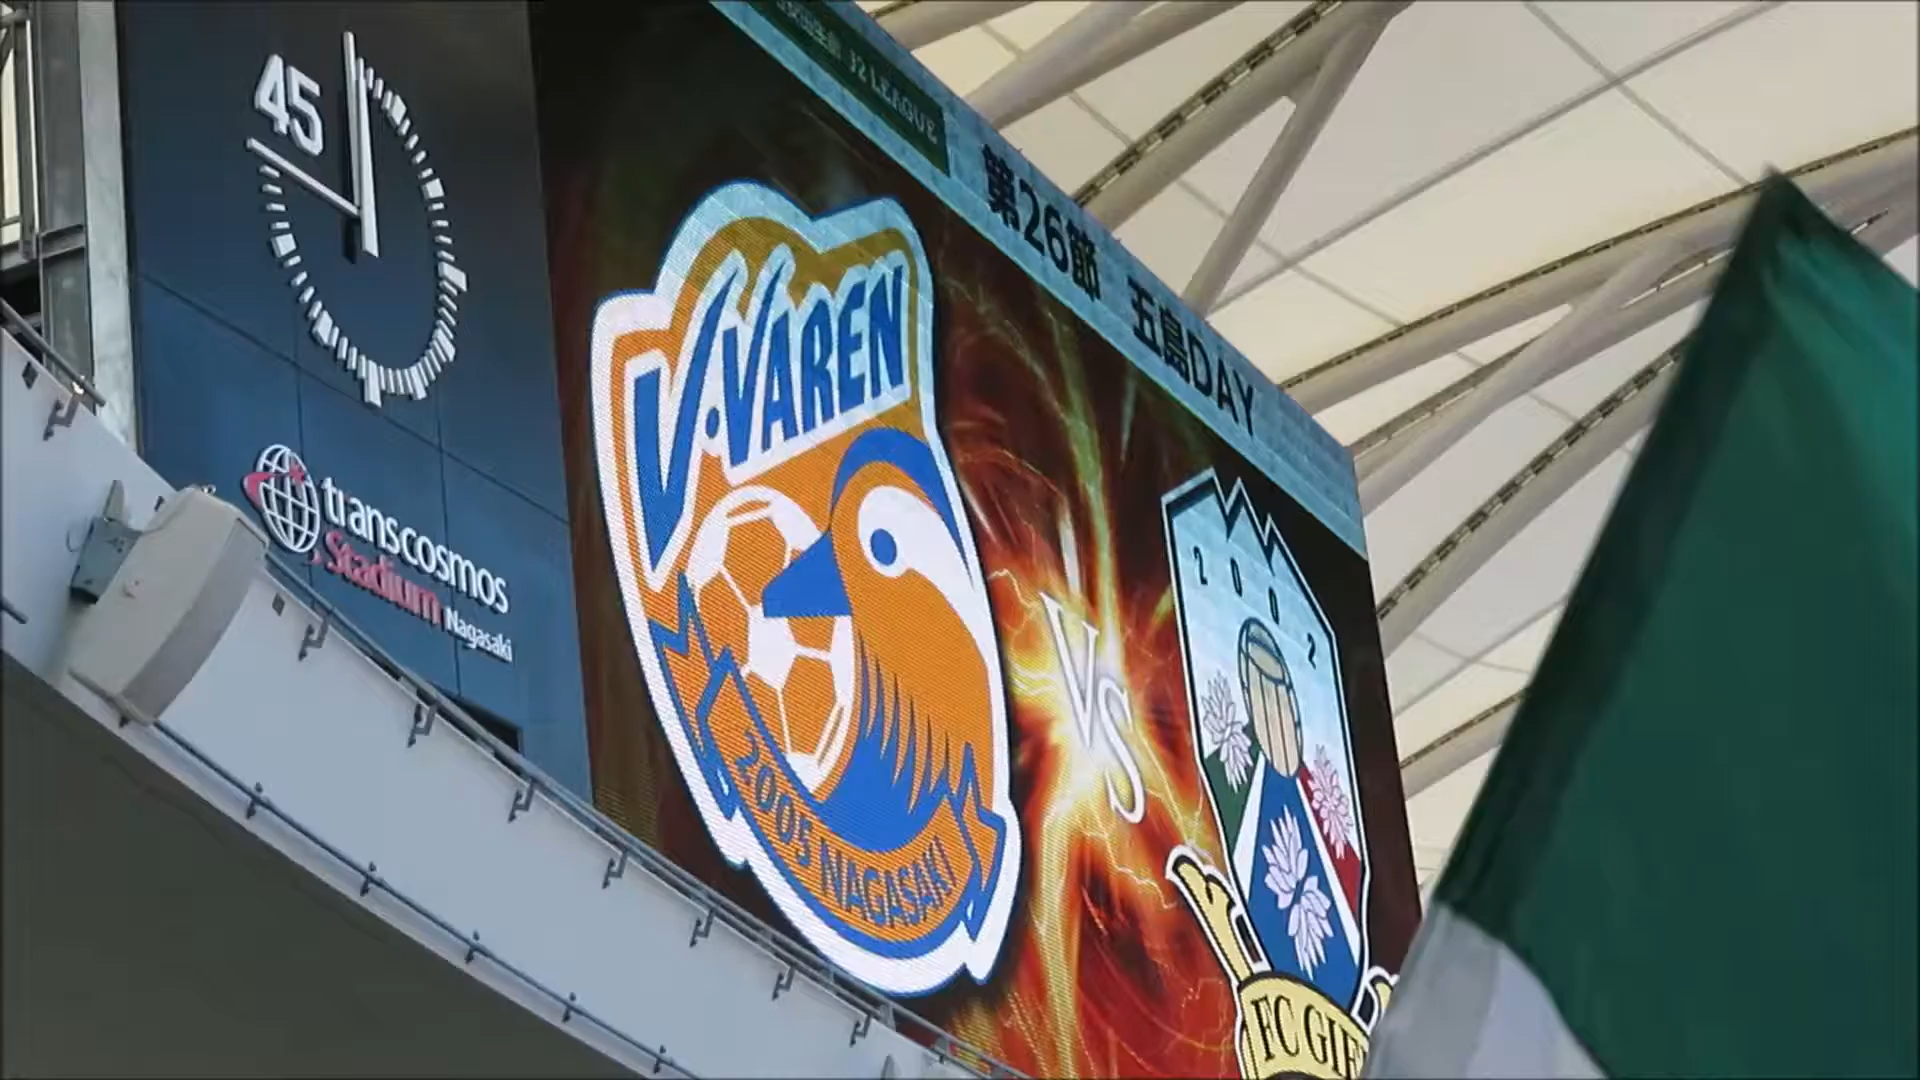 45
transcosmos
Stadium Nagasaki
J2 LEAGUE
第26節 五島DAY
V・VAREN
2005 NAGASAKI
VS
2002
FC GIF